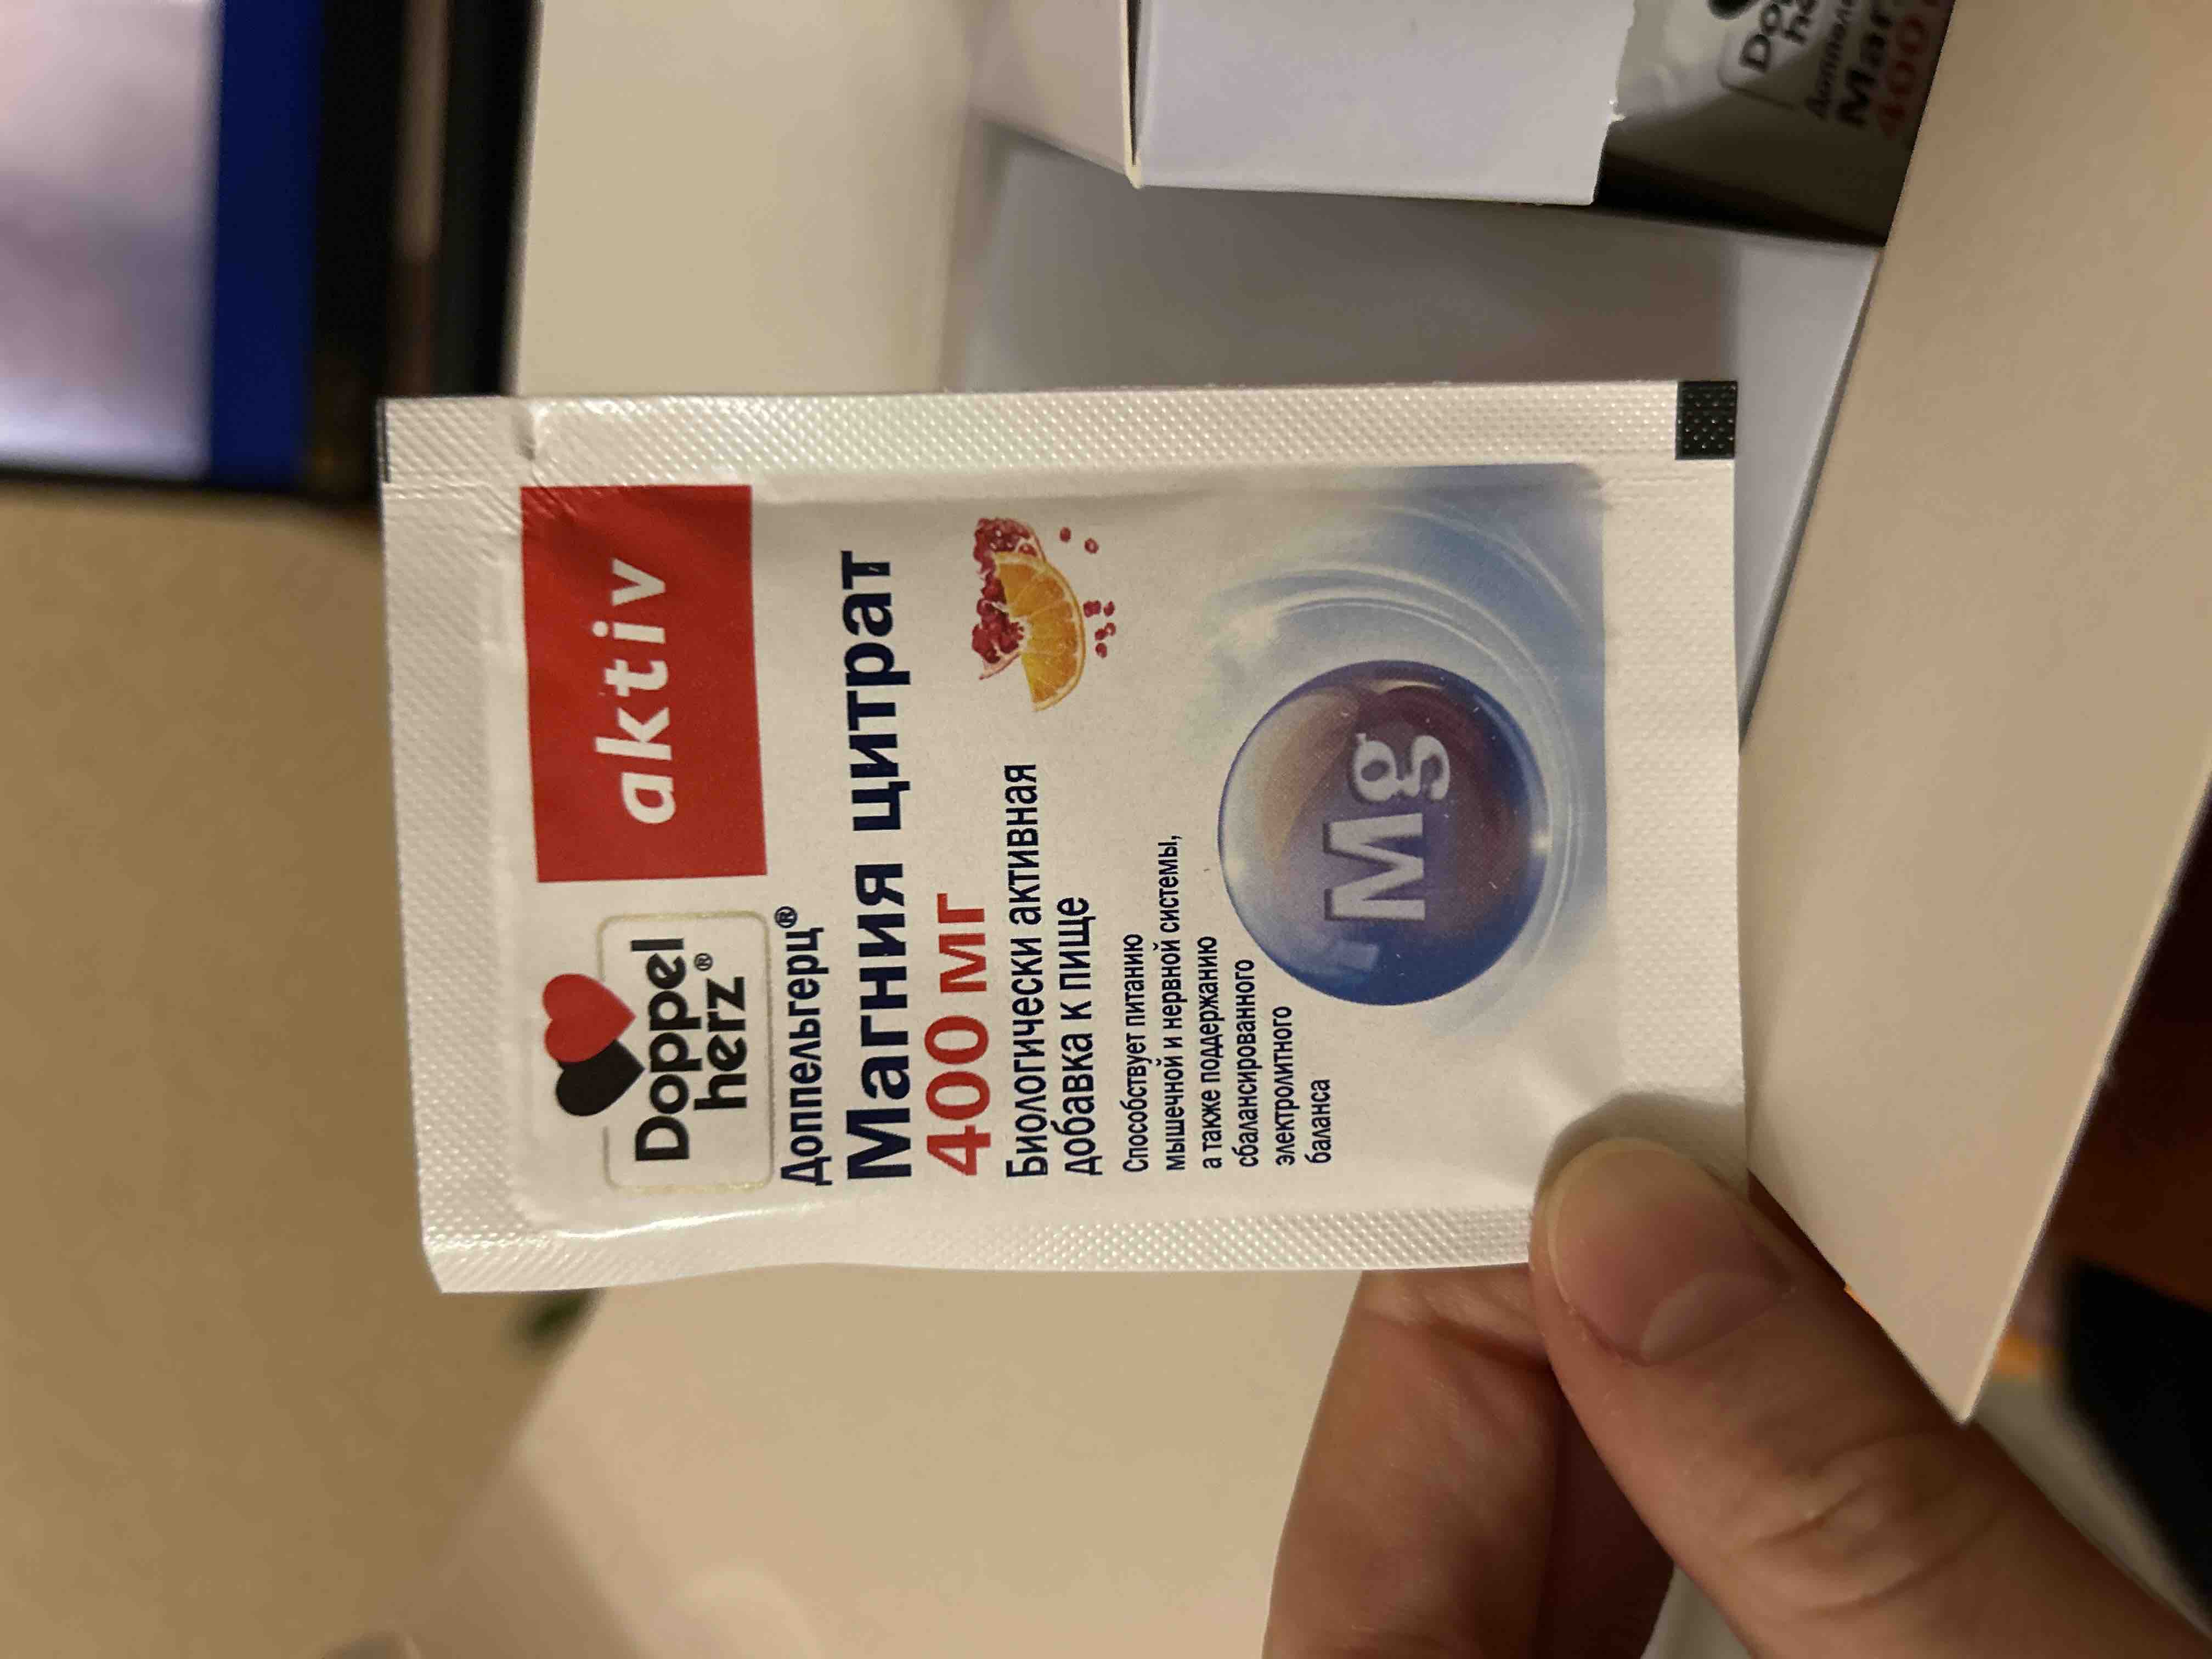 Doppel
herz®
aktiv
Доппельгерц®
Магния цитрат
400 мг
Биологически активная
добавка к пище
Способствует питанию
мышечной и нервной системы,
а также поддержанию
сбалансированного
электролитного
баланса
Mg
400